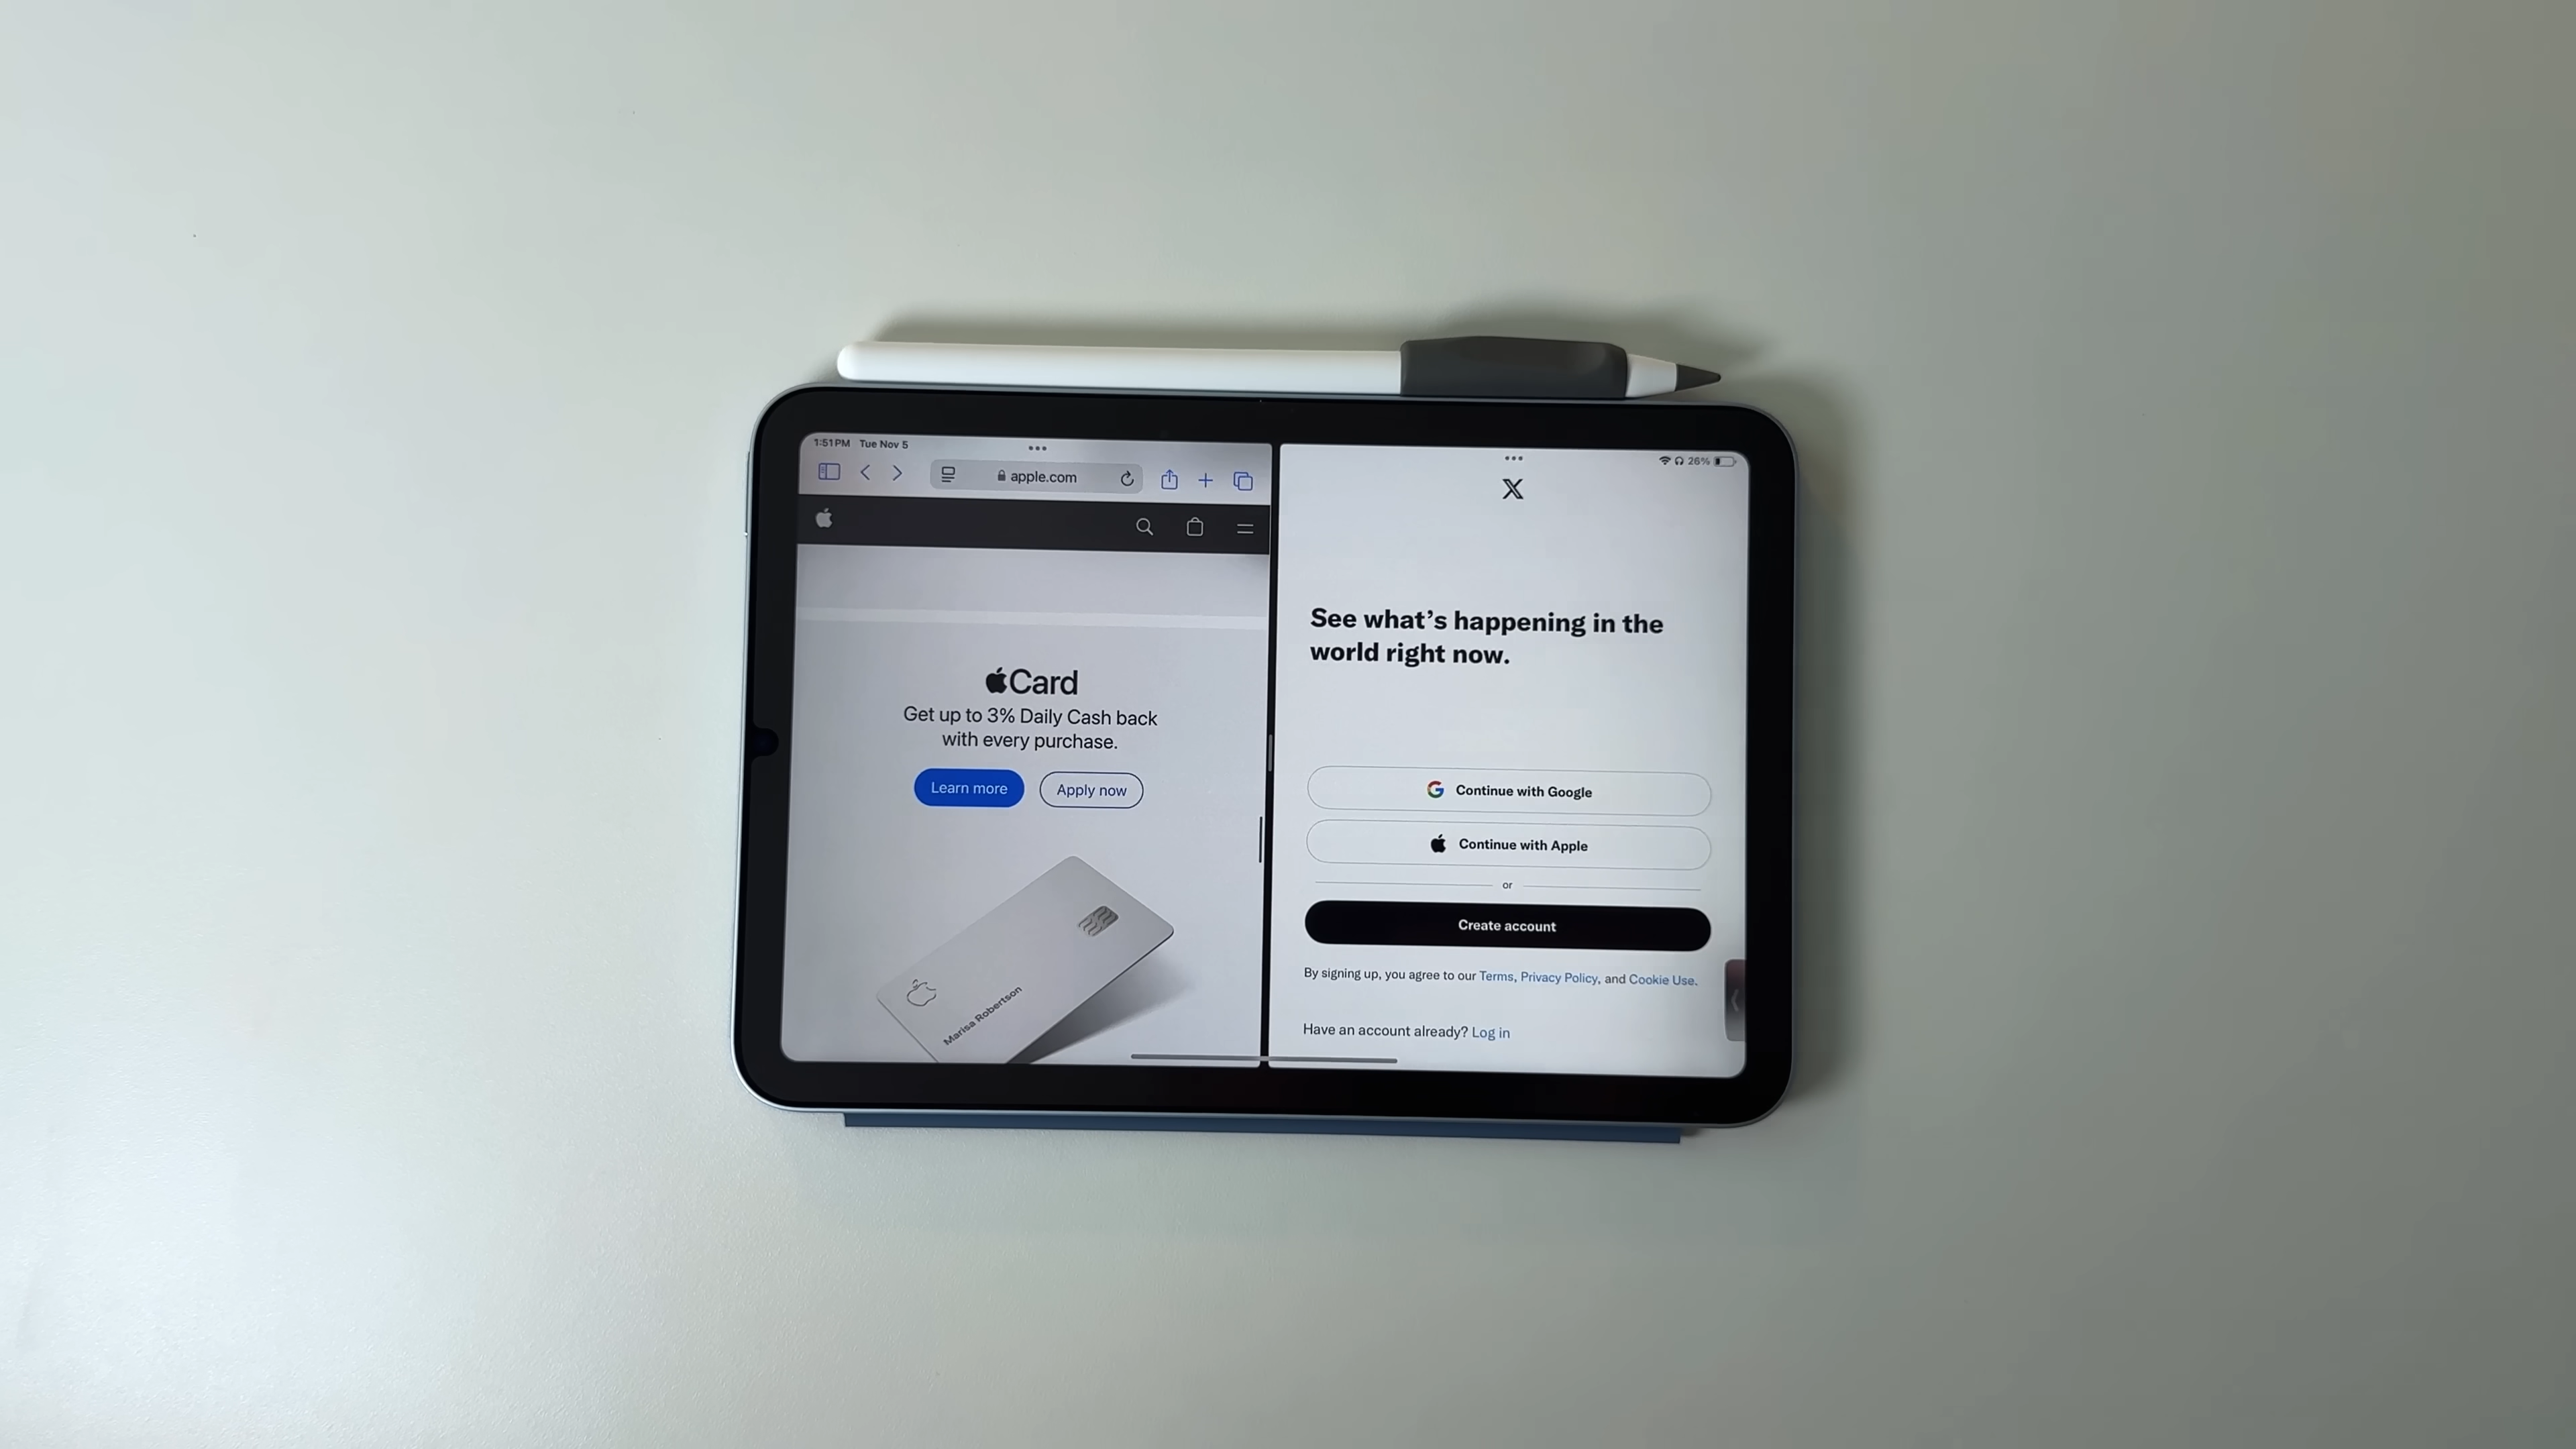 1:51 PM Tue Nov 5
apple.com
Card
Get up to 3% Daily Cash back
with every purchase.
Learn more
Apply now
Marisa Robertson
26%
X
See what's happening in the
world right now.
Continue with Google
Continue with Apple
or
Create account
By signing up, you agree to our Terms, Privacy Policy, and Cookie Use.
Have an account already? Log in